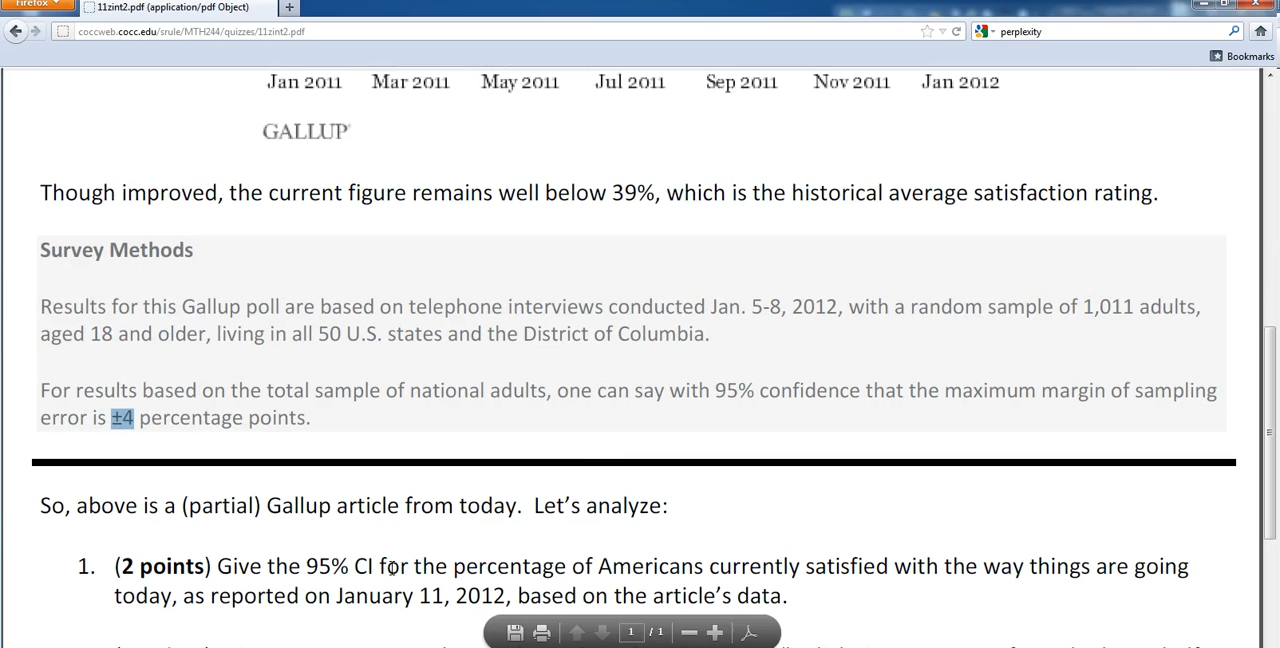 Firefox
11zint2.pdf (application/pdf Object)
coccweb.cocc.edu/srule/MTH244/quizzes/11zint2.pdf
perplexity
Bookmarks
Jan 2011 Mar 2011 May 2011 Jul 2011 Sep 2011 Nov 2011 Jan 2012
GALLUP
Though improved, the current figure remains well below 39%, which is the historical average satisfaction rating.
Survey Methods
Results for this Gallup poll are based on telephone interviews conducted Jan. 5-8, 2012, with a random sample of 1,011 adults,
aged 18 and older, living in all 50 U.S. states and the District of Columbia.
For results based on the total sample of national adults, one can say with 95% confidence that the maximum margin of sampling
error is ±4 percentage points.
So, above is a (partial) Gallup article from today. Let's analyze:
1. (2 points) Give the 95% CI for the percentage of Americans currently satisfied with the way things are going
today, as reported on January 11, 2012, based on the article's data.
1 / 1